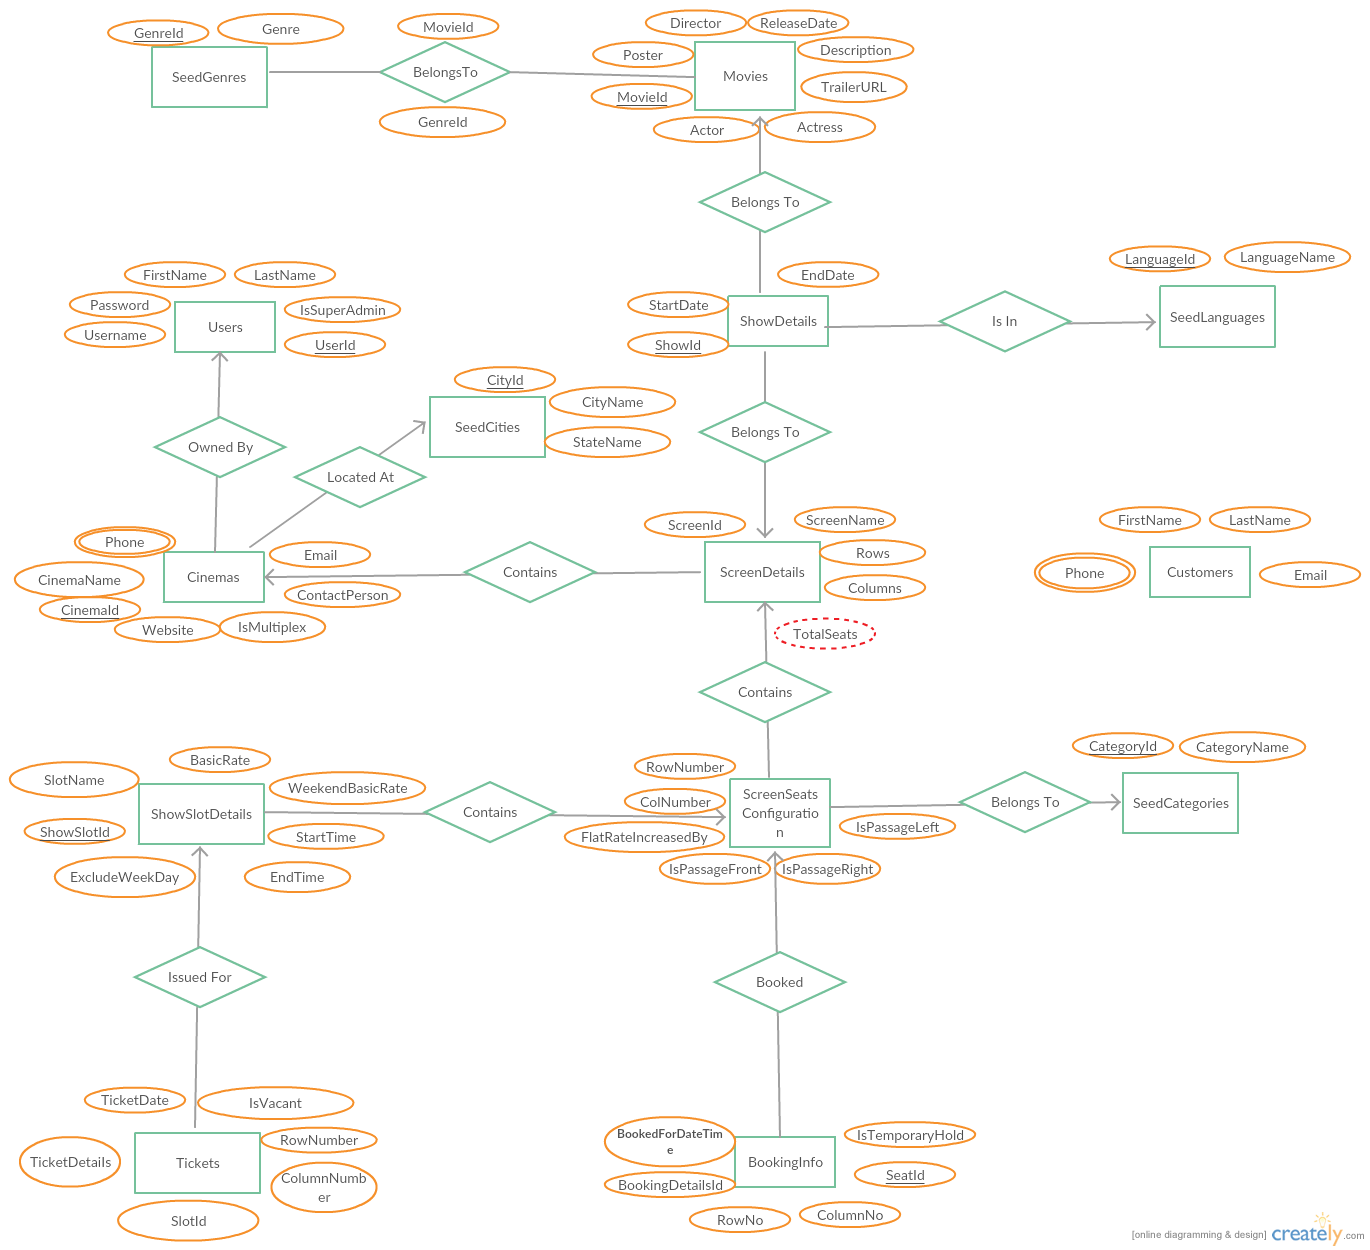 GenreId
Genre
MovieId
Director
ReleaseDate
Poster
Description
SeedGenres
BelongsTo
Movies
MovieId
TrailerURL
GenreId
Actor
Actress
Belongs To
FirstName
LastName
EndDate
LanguageId
LanguageName
Password
IsSuperAdmin
StartDate
Username
Users
ShowDetails
Is In
SeedLanguages
UserId
ShowId
CityId
CityName
SeedCities
StateName
Belongs To
Owned By
Located At
Phone
Email
ScreenId
ScreenName
FirstName
LastName
CinemaName
Cinemas
Contains
ScreenDetails
Rows
Phone
Customers
Email
CinemaId
ContactPerson
Columns
Website
IsMultiplex
TotalSeats
Contains
BasicRate
RowNumber
CategoryId
CategoryName
SlotName
WeekendBasicRate
ColNumber
ScreenSeats
Configuratio
n
ShowSlotDetails
Contains
Belongs To
SeedCategories
ShowSlotId
StartTime
FlatRateIncreasedBy
IsPassageLeft
ExcludeWeekDay
EndTime
IsPassageFront
IsPassageRight
Issued For
Booked
TicketDate
IsVacant
TicketDetails
Tickets
RowNumber
ColumnNumb
er
SlotId
BookedForDateTim
e
IsTemporaryHold
BookingInfo
BookingDetailsId
SeatId
RowNo
ColumnNo
[online diagramming & design] creately.com